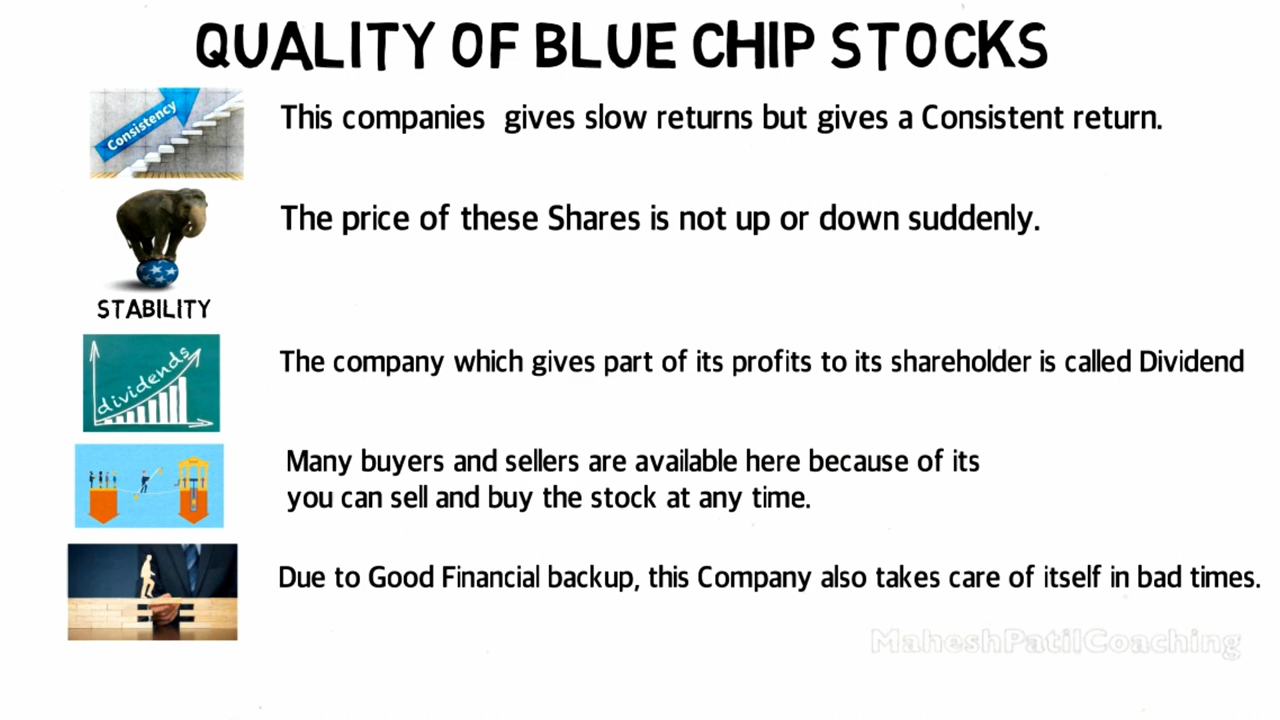 QUALITY OF BLUE CHIP STOCKS
Consistency
This companies gives slow returns but gives a Consistent return.
The price of these Shares is not up or down suddenly.
STABILITY
dividends
The company which gives part of its profits to its shareholder is called Dividend
Many buyers and sellers are available here because of its
you can sell and buy the stock at any time.
Due to Good Financial backup, this Company also takes care of itself in bad times.
MaheshPatilCoaching